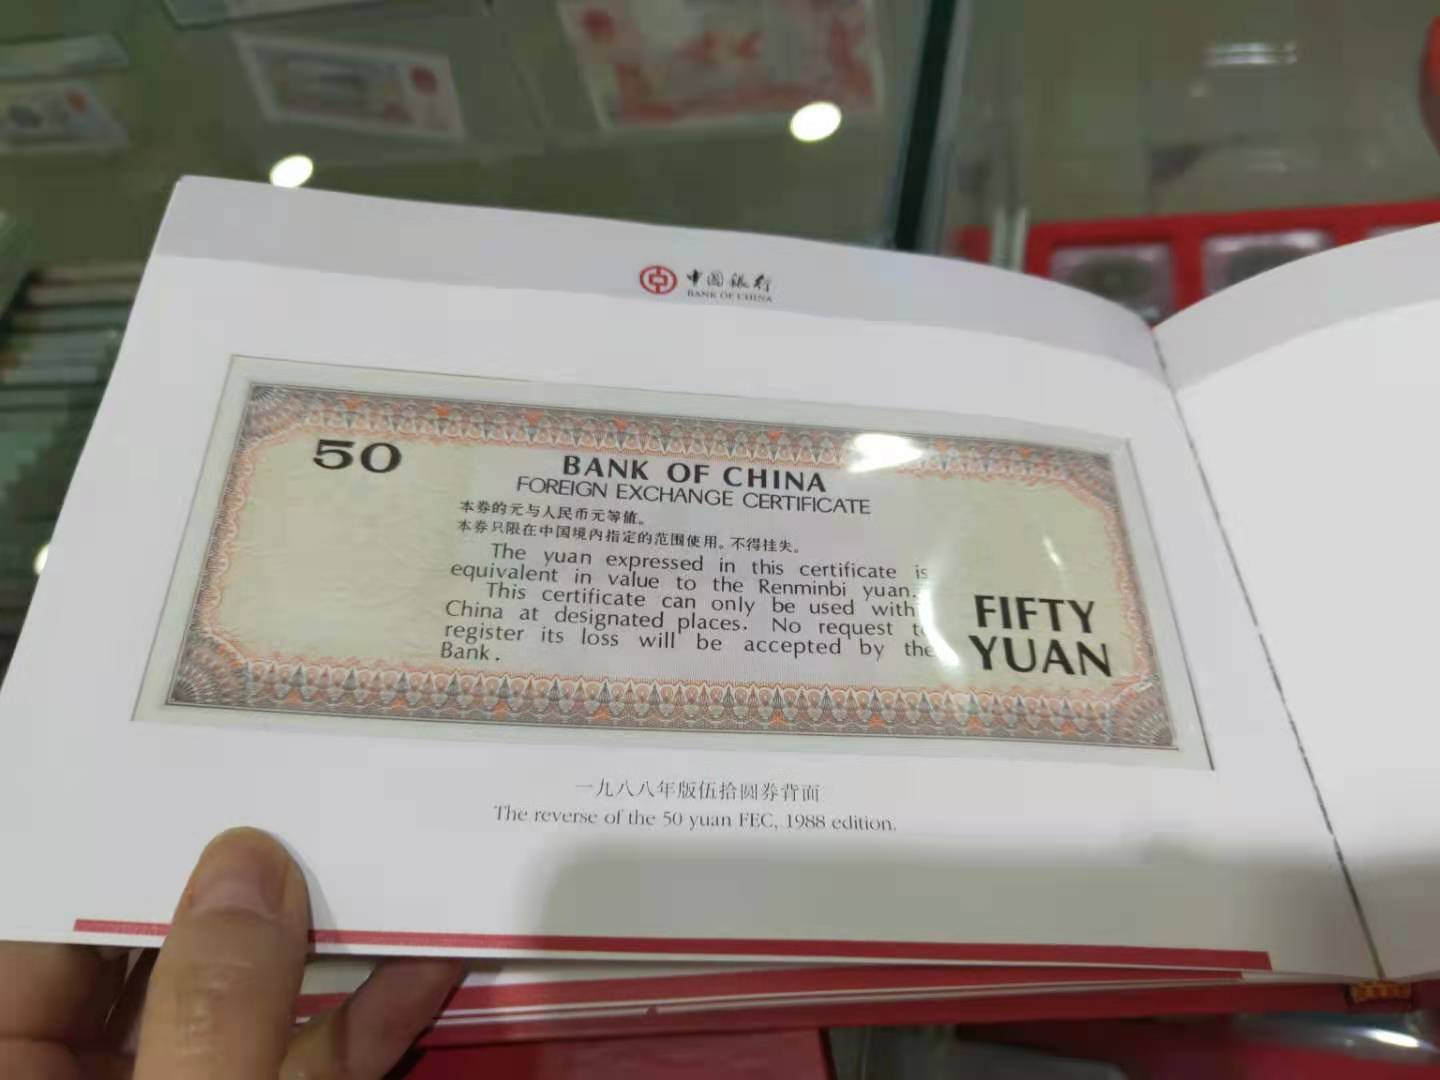 中国银行
BANK OF CHINA
50
BANK OF CHINA
FOREIGN EXCHANGE CERTIFICATE
本券的元与人民币元等值。
本券只限在中国境内指定的范围使用。不得挂失。
The yuan expressed in this certificate is
equivalent in value to the Renminbi yuan.
This certificate can only be used with
China at designated places. No request t
register its loss will be accepted by the
Bank.
FIFTY
YUAN
一九八八年版伍拾圆券背面
The reverse of the 50 yuan FEC, 1988 edition.